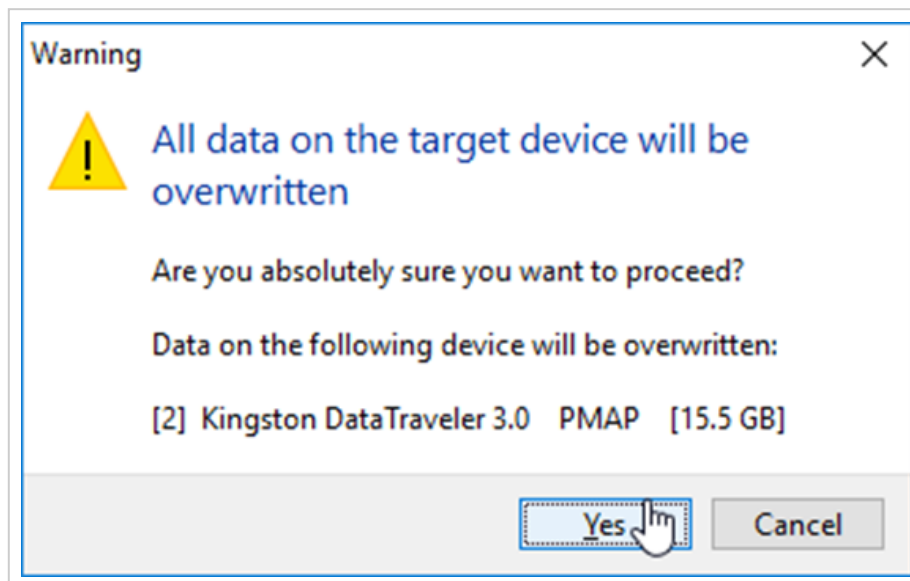 Warning
All data on the target device will be
overwritten
Are you absolutely sure you want to proceed?
Data on the following device will be overwritten:
[2] Kingston DataTraveler 3.0 PMAP [15.5 GB]
Yes Cancel